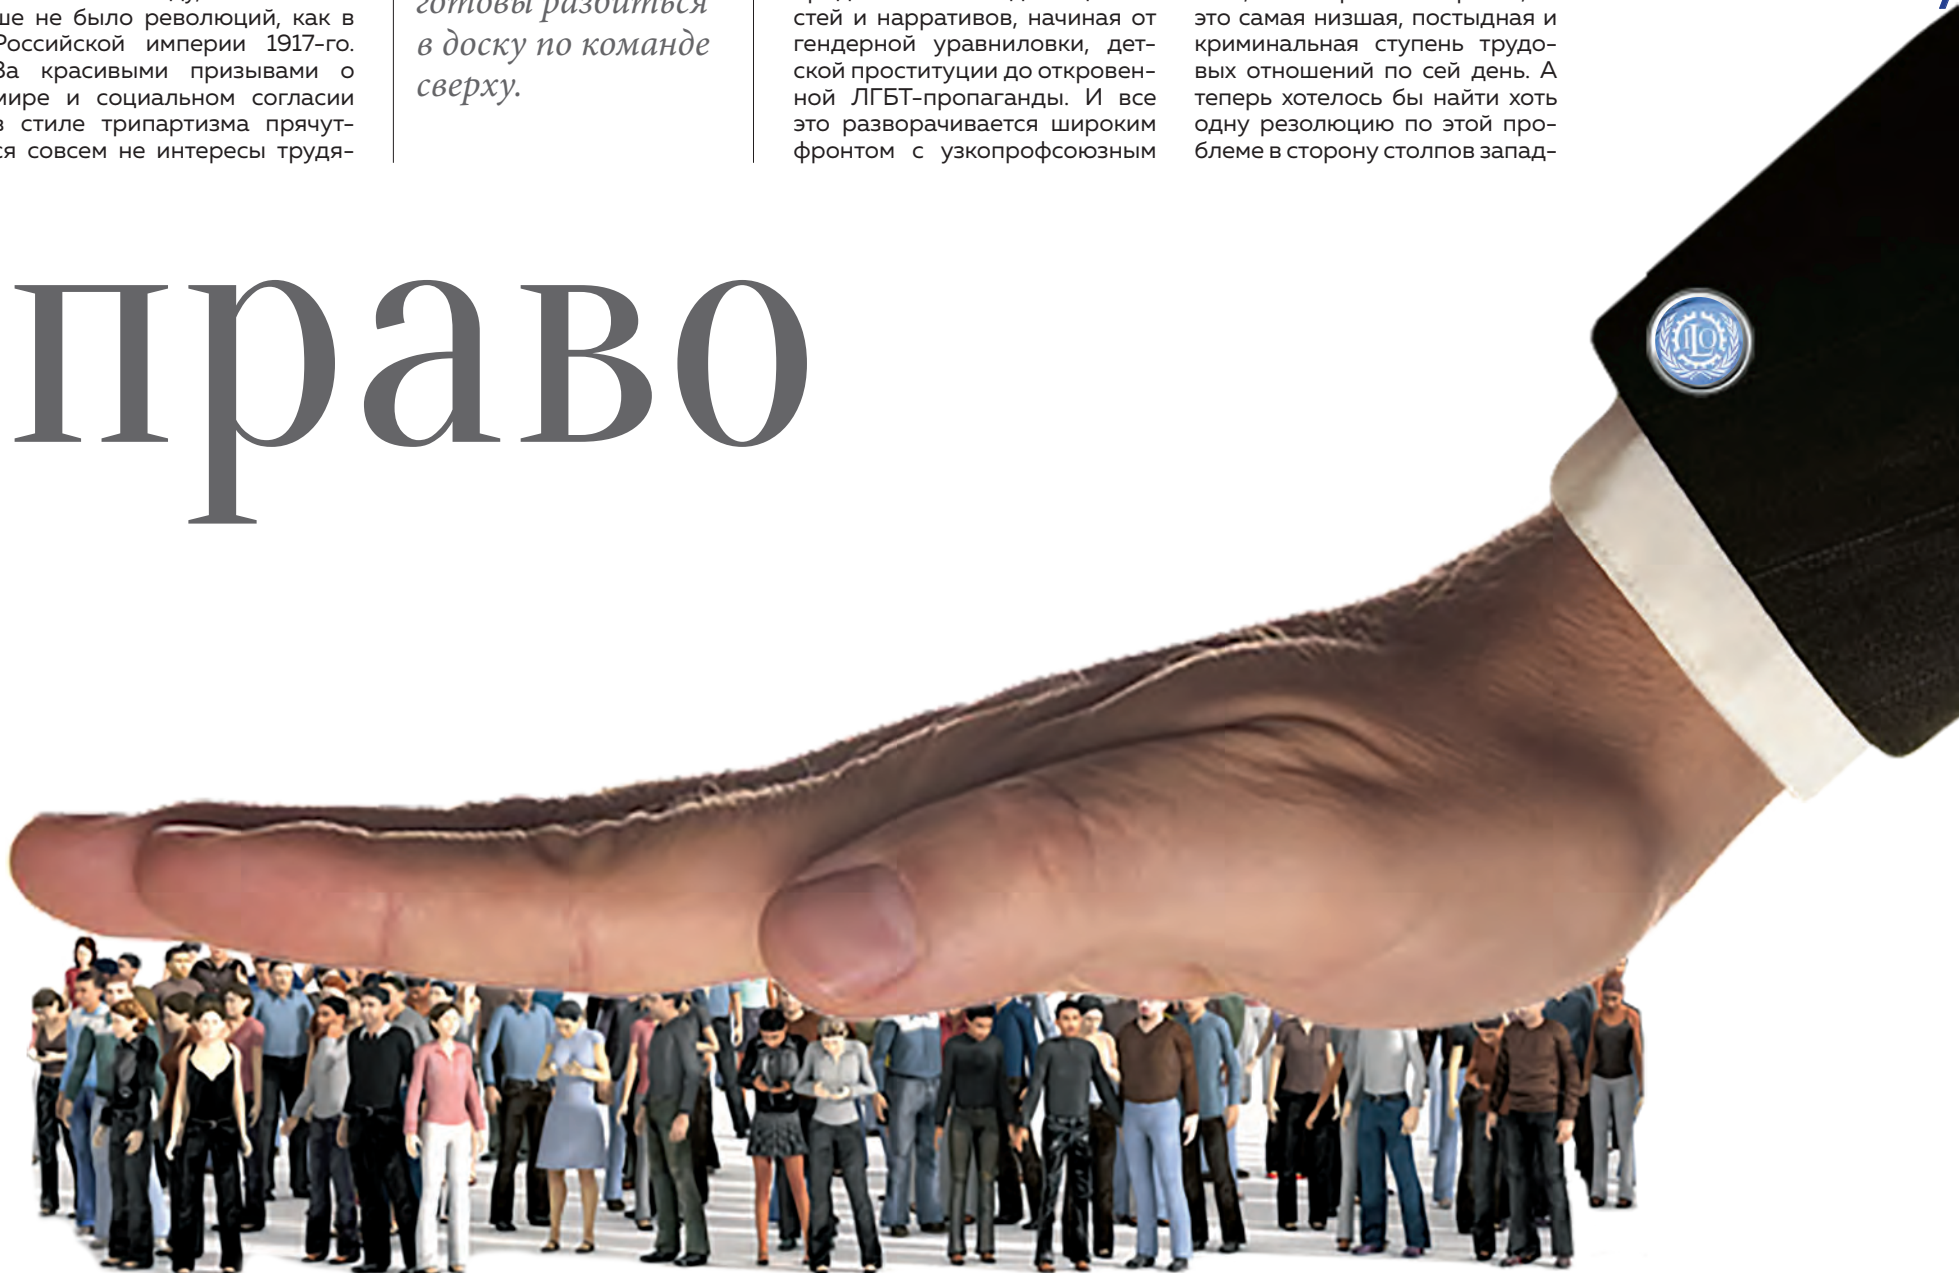 ше не было революций, как в
Российской империи 1917-го.
За красивыми призывами о
мире и социальном согласии
в стиле трипартизма прячут-
ся совсем не интересы трудя-
готовы разбиться
в доску по команде
сверху.
стей и нарративов, начиная от
гендерной уравниловки, дет-
ской проституции до откровен-
ной ЛГБТ-пропаганды. И все
это разворачивается широким
фронтом с узкопрофсоюзным
это самая низшая, постыдная и
криминальная ступень трудо-
вых отношений по сей день. А
теперь хотелось бы найти хоть
одну резолюцию по этой про-
блеме в сторону столпов запад-
право
ILO